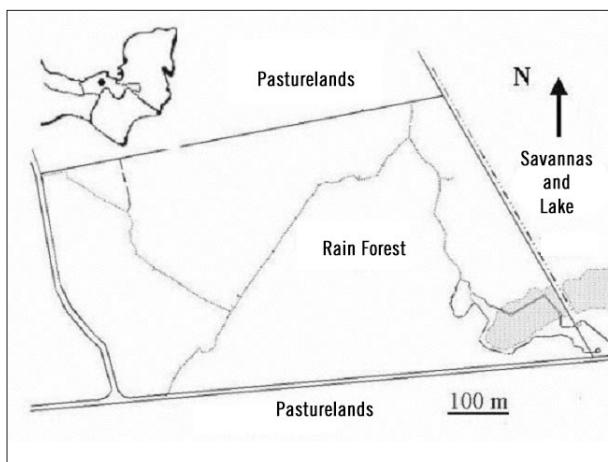 Pasturelands
N
Savannas
and
Lake
Rain Forest
Pasturelands
100 m